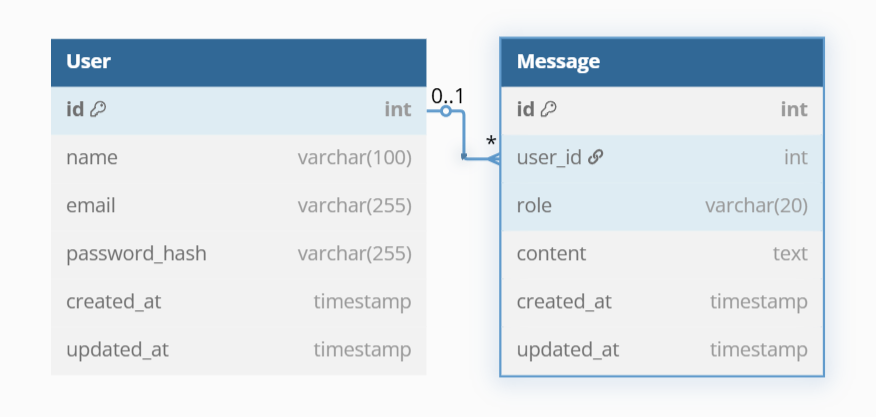 User
id int
name varchar(100)
email varchar(255)
password_hash varchar(255)
created_at timestamp
updated_at timestamp
0..1
*
Message
id int
user_id int
role varchar(20)
content text
created_at timestamp
updated_at timestamp